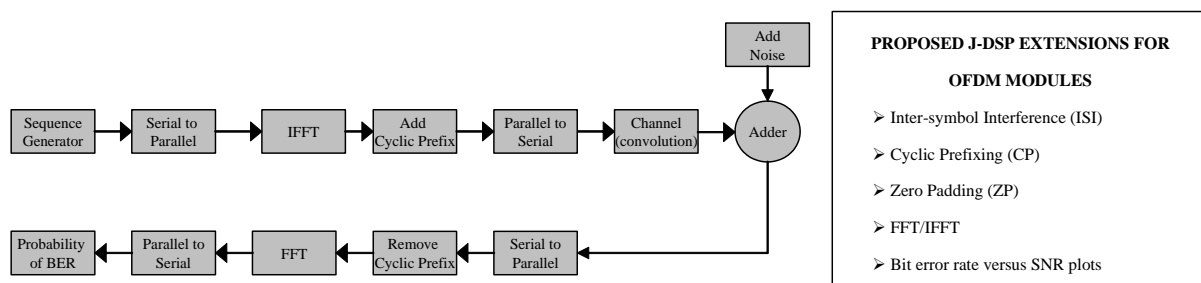 Add
Noise
Sequence
Generator
Serial to
Parallel
IFFT
Add
Cyclic Prefix
Parallel to
Serial
Channel
(convolution)
Adder
Probability
of BER
Parallel to
Serial
FFT
Remove
Cyclic Prefix
Serial to
Parallel
PROPOSED J-DSP EXTENSIONS FOR
OFDM MODULES
➢ Inter-symbol Interference (ISI)
➢ Cyclic Prefixing (CP)
➢ Zero Padding (ZP)
➢ FFT/IFFT
➢ Bit error rate versus SNR plots